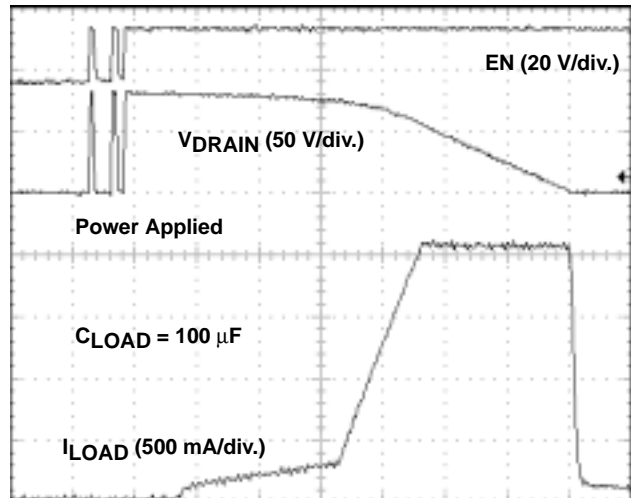 EN (20 V/div.)
VDRAIN (50 V/div.)
Power Applied
CLOAD = 100 μF
ILOAD (500 mA/div.)